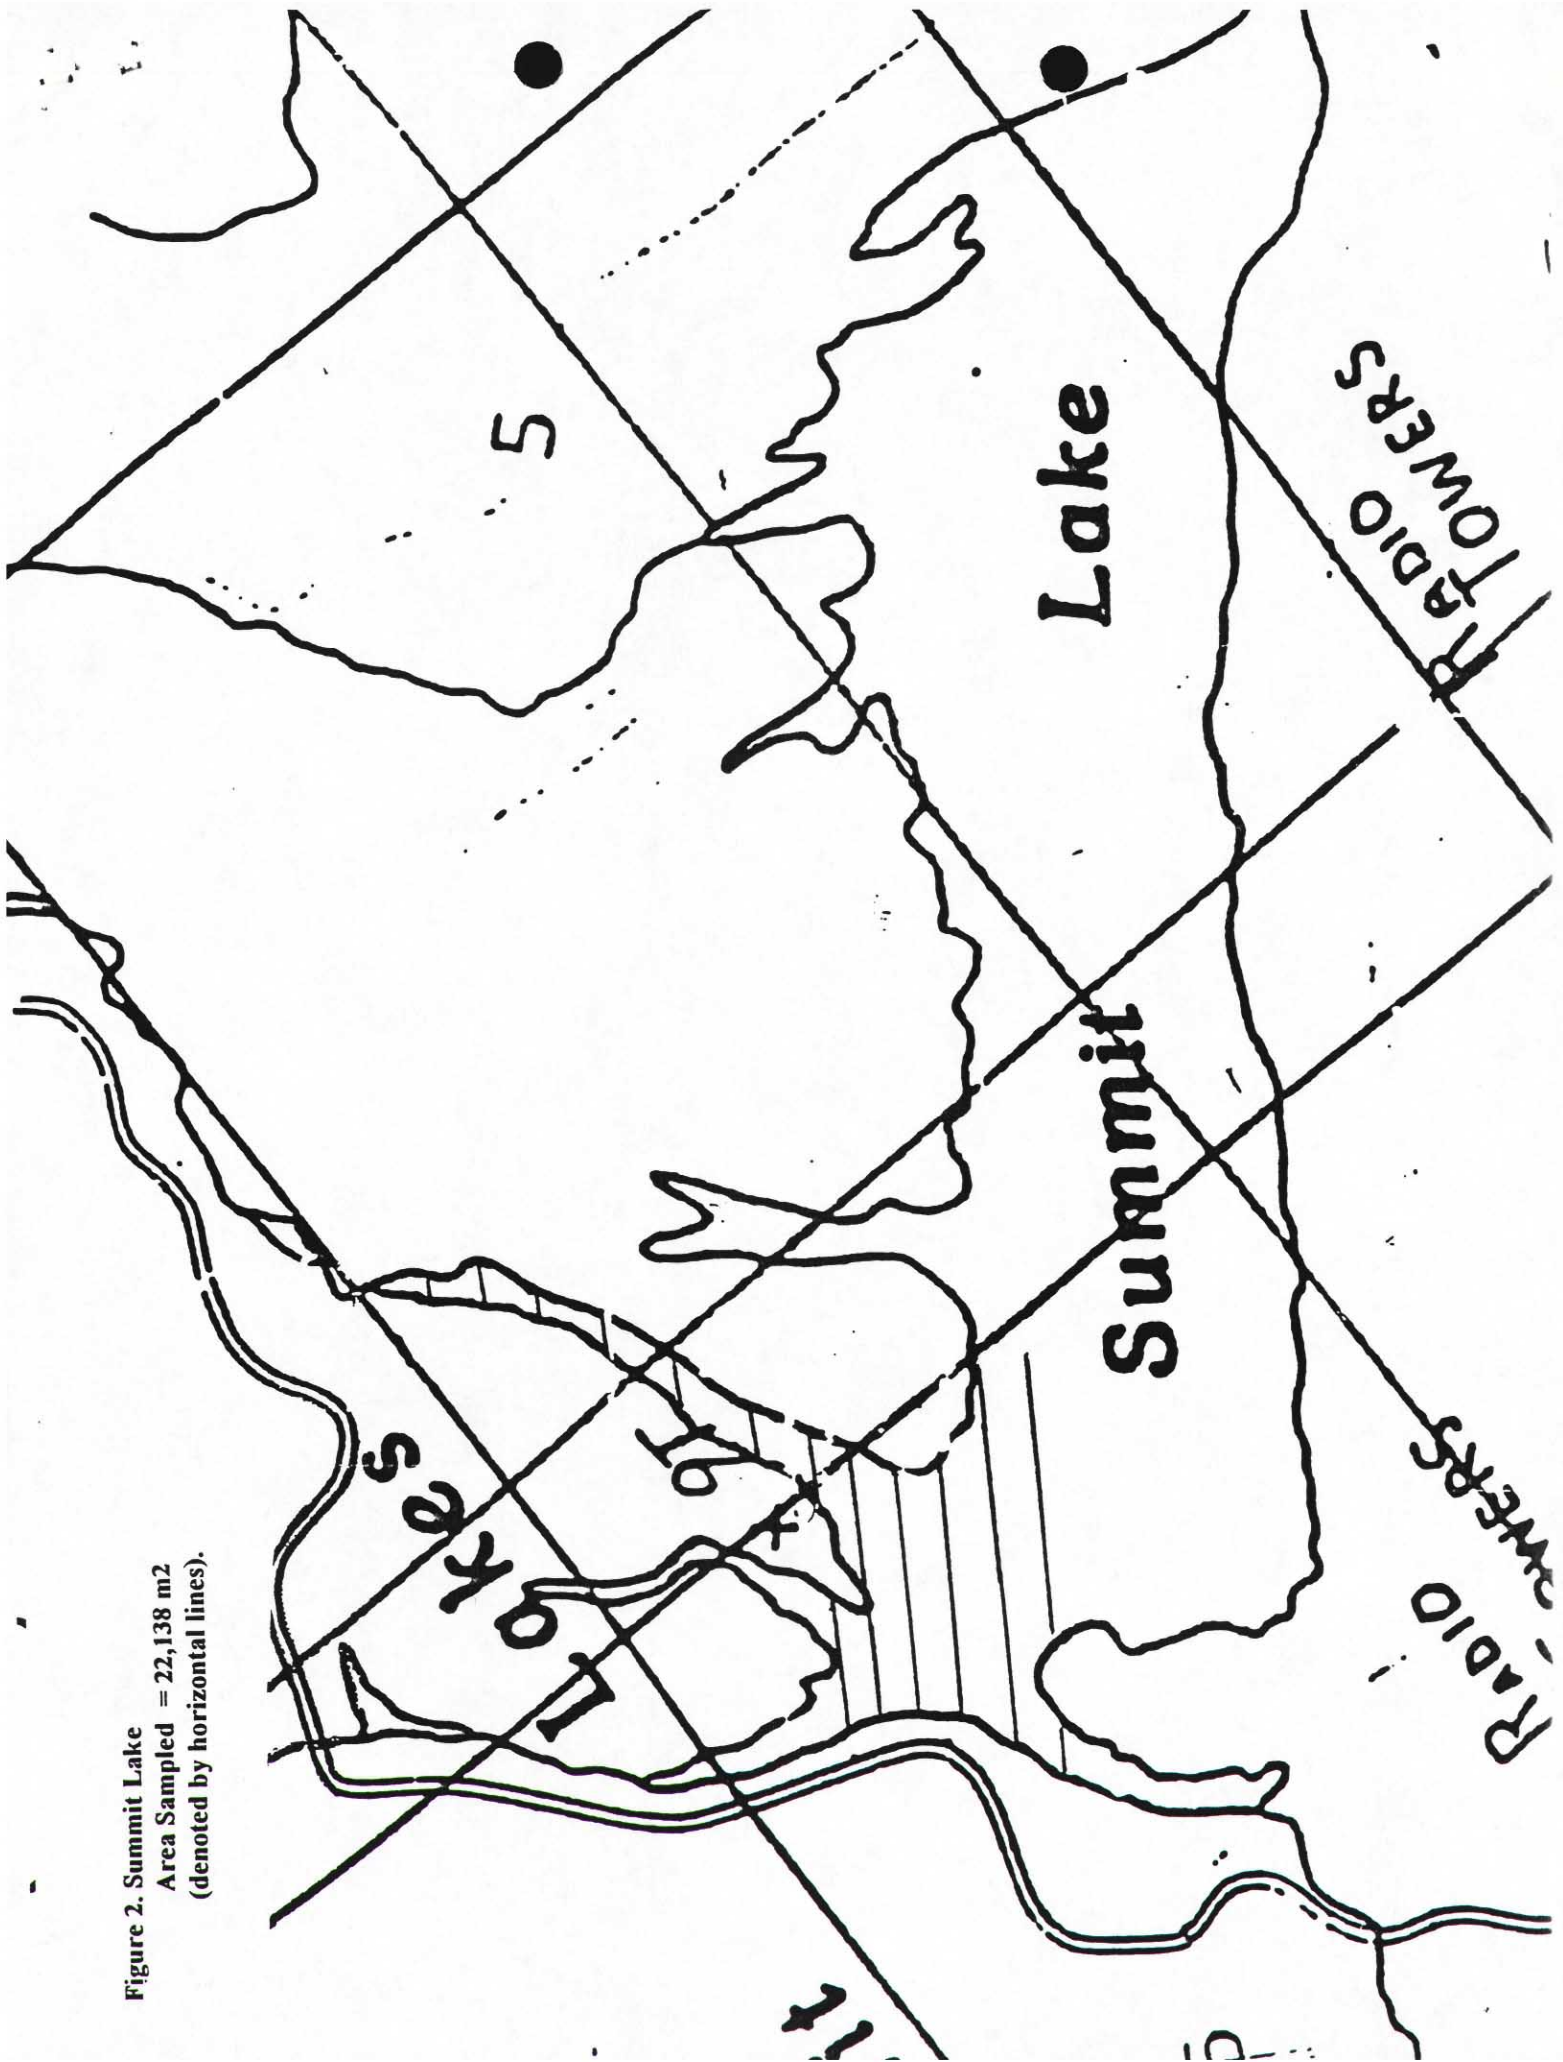 Figure 2. Summit Lake
Area Sampled = 22,138 m2
(denoted by horizontal lines).
Lakes
5
Summit Lake
RADIO
TOWERS
RADIO